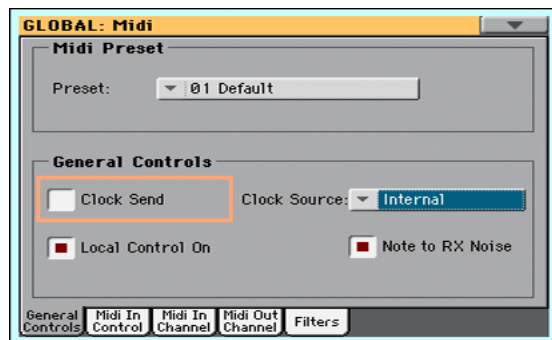 GLOBAL: Midi
Midi Preset
Preset: 01 Default
General Controls
Clock Send Clock Source: Internal
Local Control On Note to RX Noise
General Controls Midi In Control Midi In Channel Midi Out Channel Filters